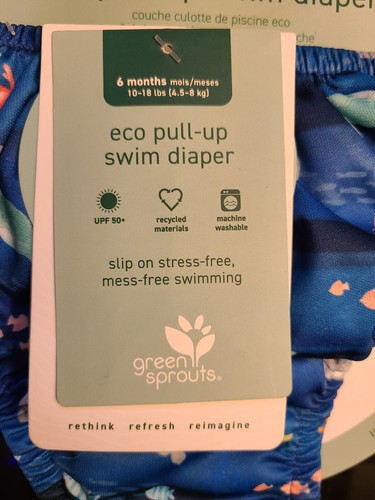 couche culotte de piscine eco
6 months mois/meses
10-18 lbs (4.5-8 kg)
eco pull-up
swim diaper
UPF 50+
recycled
materials
machine
washable
slip on stress-free,
mess-free swimming
green
sprouts®
rethink refresh reimagine